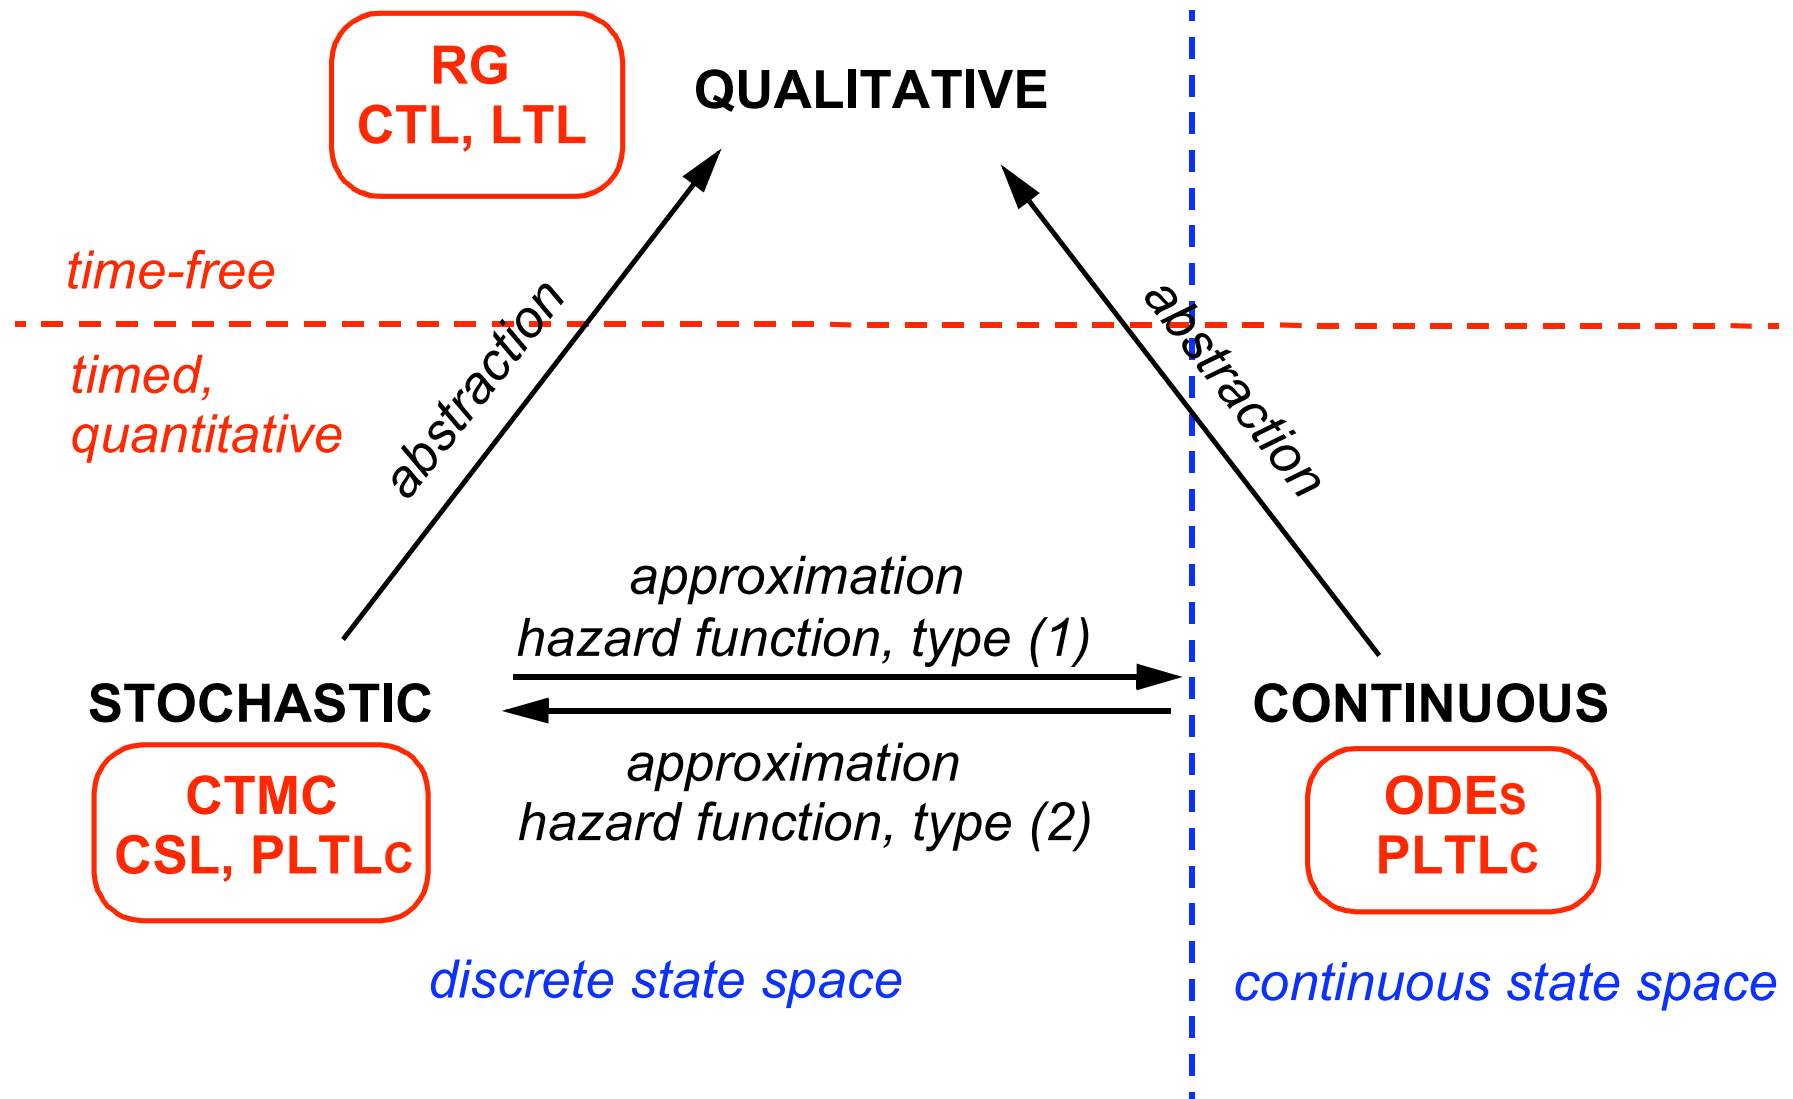 RG
CTL, LTL
QUALITATIVE
time-free
timed,
quantitative
abstraction
abstraction
approximation
hazard function, type (1)
STOCHASTIC
CONTINUOUS
approximation
hazard function, type (2)
CTMC
CSL, PLTLC
ODES
PLTLC
discrete state space
continuous state space